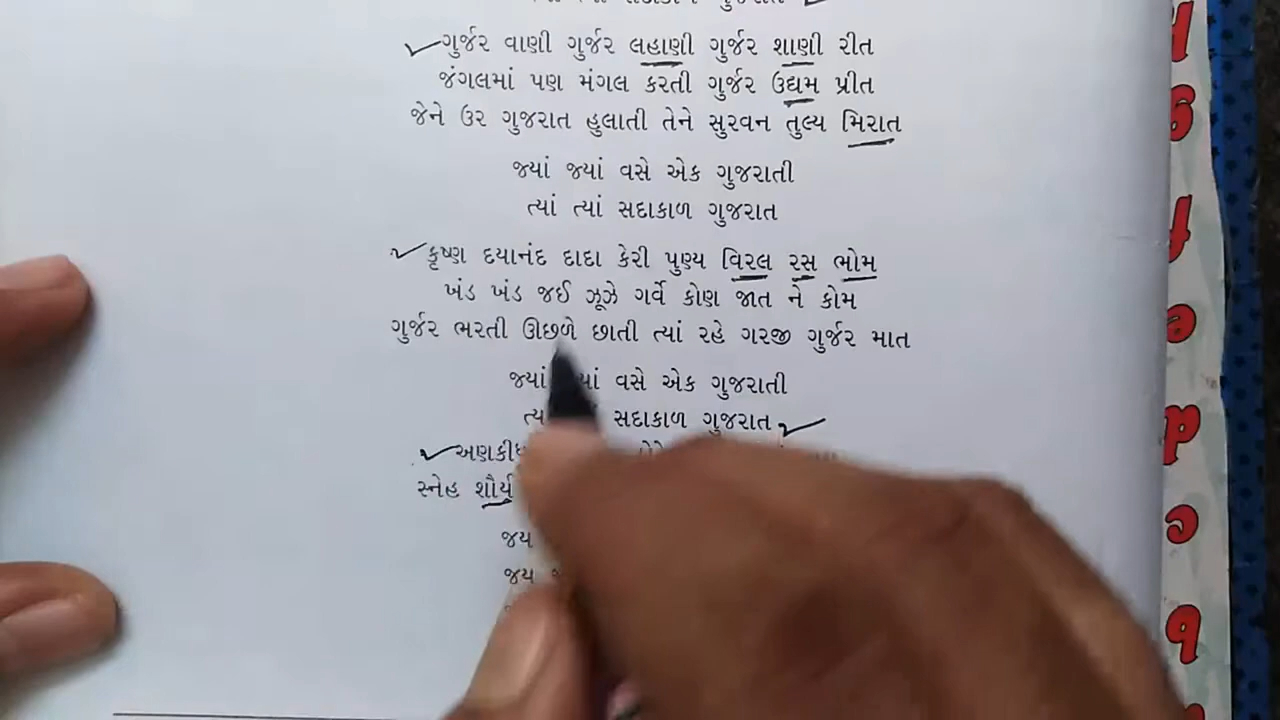 ગુર્જર વાણી ગુર્જર લહાણી ગુર્જર શાણી રીત
જંગલમાં પણ મંગલ કરતી ગુર્જર ઉદ્યમ પ્રીત
જેને ઉર ગુજરાત હુલાતી તેને સુરવન તુલ્ય મિરાત
જ્યાં જ્યાં વસે એક ગુજરાતી
ત્યાં ત્યાં સદાકાળ ગુજરાત
કૃષ્ણ દયાનંદ દાદા કેરી પુણ્ય વિરલ રસ ભોમ
ખંડ ખંડ જઈ ઝૂઝે ગર્વે કોણ જાત ને કોમ
ગુર્જર ભરતી ઊછળે છાતી ત્યાં રહે ગરજી ગુર્જર માત
જ્યાં વસે એક ગુજરાતી
સદાકાળ ગુજરાત
સ્નેહ શૌર્ય
જય
જય